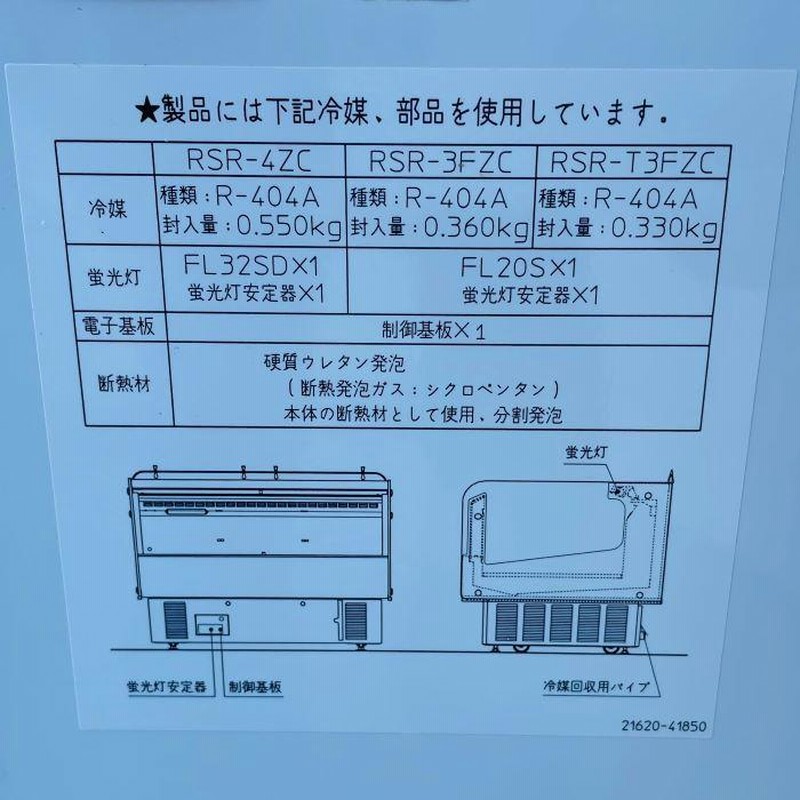 ★製品には下記冷媒、部品を使用しています。
RSR-4ZC RSR-3FZC RSR-T3FZC
冷媒 種類:R-404A 種類:R-404A 種類:R-404A
封入量:0.550kg 封入量:0.360kg 封入量:0.330kg
蛍光灯 FL32SD×1 FL20S×1
蛍光灯安定器×1 蛍光灯安定器×1
電子基板 制御基板×1
断熱材 硬質ウレタン発泡
(断熱発泡ガス:シクロペンタン)
本体の断熱材として使用、分割発泡
蛍光灯
蛍光灯安定器 制御基板 冷媒回収用パイプ
21620-41850